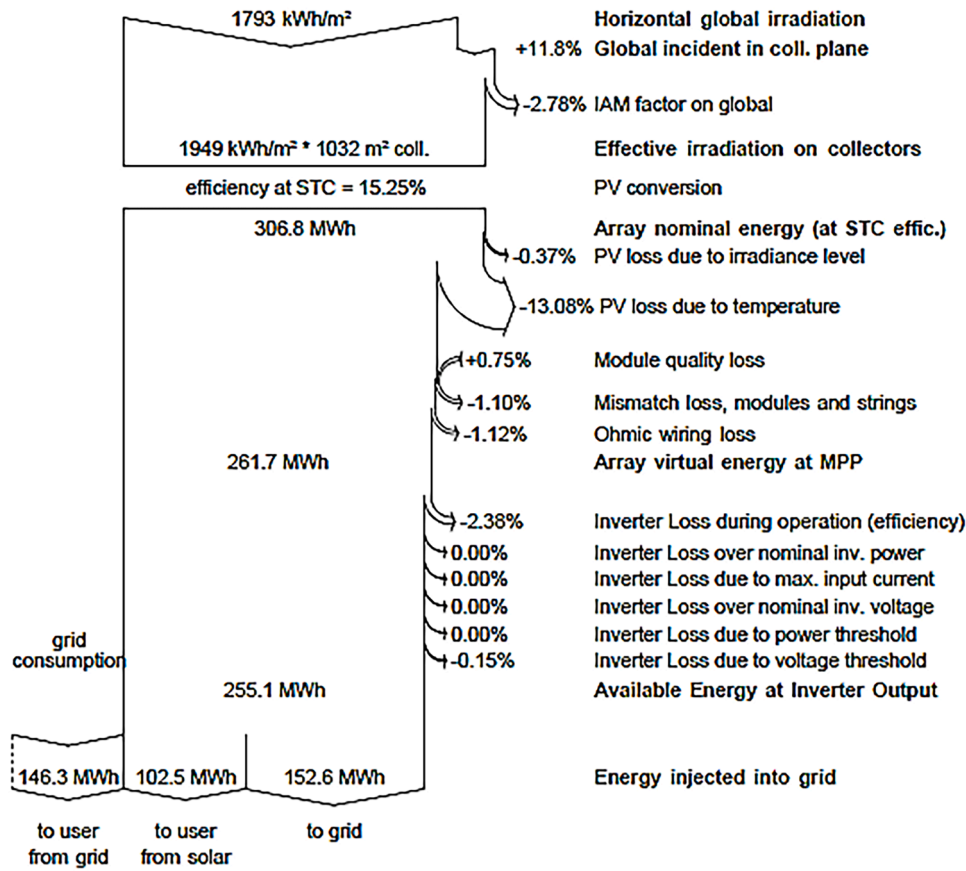 1793 kWh/m² Horizontal global irradiation
+11.8% Global incident in coll. plane
-2.78% IAM factor on global
1949 kWh/m² * 1032 m² coll. Effective irradiation on collectors
efficiency at STC = 15.25% PV conversion
306.8 MWh Array nominal energy (at STC effic.)
-0.37% PV loss due to irradiance level
-13.08% PV loss due to temperature
+0.75% Module quality loss
-1.10% Mismatch loss, modules and strings
-1.12% Ohmic wiring loss
261.7 MWh Array virtual energy at MPP
-2.38% Inverter Loss during operation (efficiency)
0.00% Inverter Loss over nominal inv. power
0.00% Inverter Loss due to max. input current
0.00% Inverter Loss over nominal inv. voltage
0.00% Inverter Loss due to power threshold
grid
consumption
-0.15% Inverter Loss due to voltage threshold
255.1 MWh Available Energy at Inverter Output
146.3 MWh 102.5 MWh 152.6 MWh Energy injected into grid
to user
from grid
to user
from solar
to grid